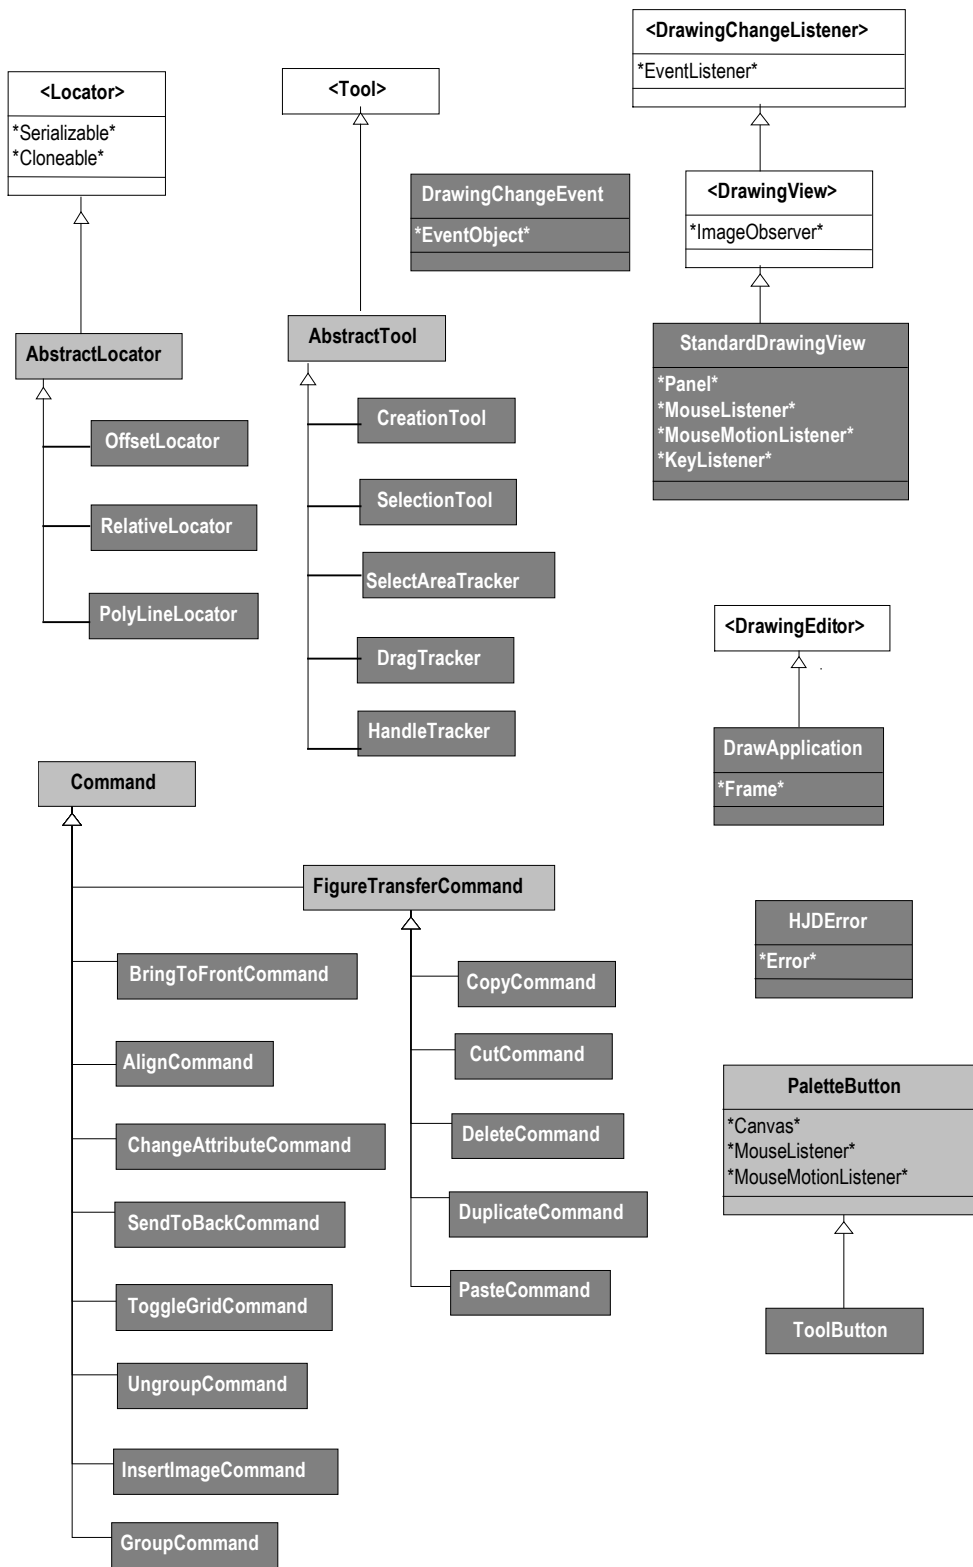 <DrawingChangeListener>
*EventListener*
<Locator>
*Serializable*
*Cloneable*
<Tool>
DrawingChangeEvent
*EventObject*
<DrawingView>
*ImageObserver*
AbstractLocator
AbstractTool
StandardDrawingView
*Panel*
*MouseListener*
*MouseMotionListener*
*KeyListener*
OffsetLocator
RelativeLocator
PolyLineLocator
CreationTool
SelectionTool
SelectAreaTracker
DragTracker
HandleTracker
<DrawingEditor>
DrawApplication
*Frame*
Command
FigureTransferCommand
HJDError
*Error*
BringToFrontCommand
AlignCommand
ChangeAttributeCommand
SendToBackCommand
ToggleGridCommand
UngroupCommand
InsertImageCommand
GroupCommand
CopyCommand
CutCommand
DeleteCommand
DuplicateCommand
PasteCommand
PaletteButton
*Canvas*
*MouseListener*
*MouseMotionListener*
ToolButton